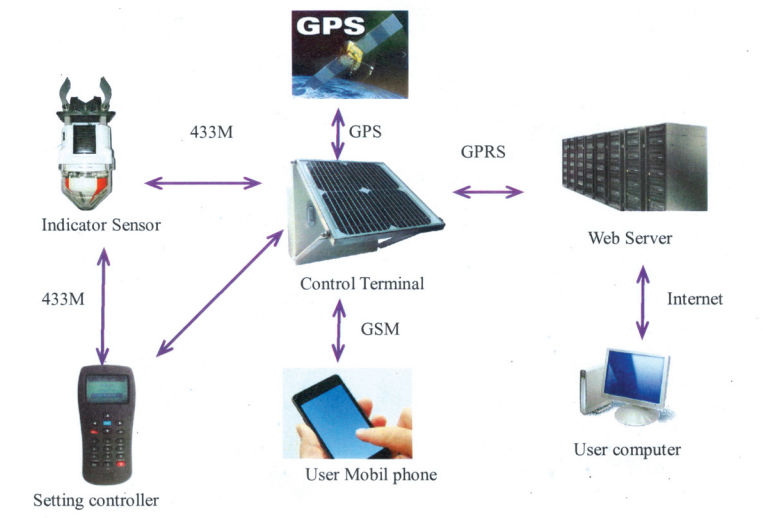 GPS
433M
GPS
GPRS
Indicator Sensor
Web Server
Control Terminal
433M
Internet
GSM
User computer
User Mobil phone
Setting controller